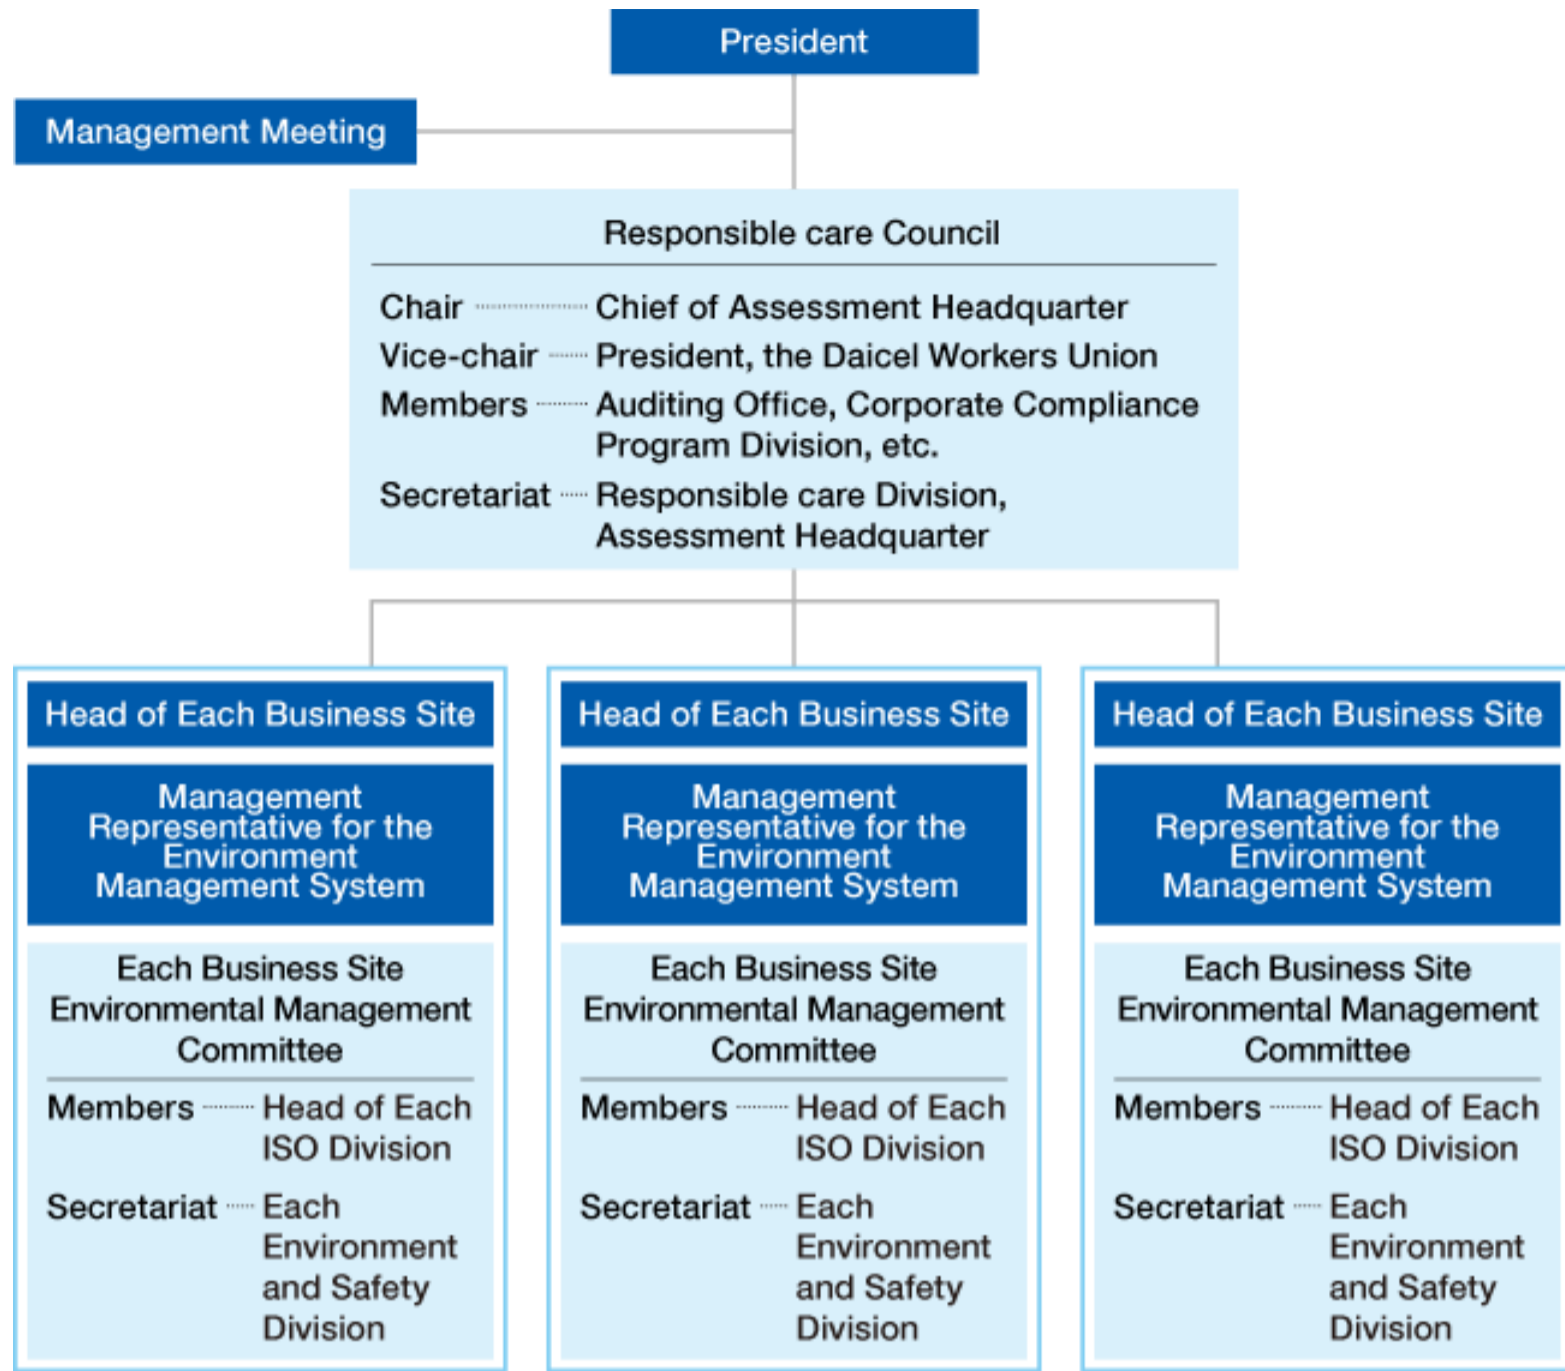 President
Management Meeting
Responsible care Council
Chair ········ Chief of Assessment Headquarter
Vice-chair ···· President, the Daicel Workers Union
Members ····· Auditing Office, Corporate Compliance
Program Division, etc.
Secretariat ···· Responsible care Division,
Assessment Headquarter
Head of Each Business Site
Management
Representative for the
Environment
Management System
Each Business Site
Environmental Management
Committee
Members ····· Head of Each
ISO Division
Secretariat ···· Each
Environment
and Safety
Division
Head of Each Business Site
Management
Representative for the
Environment
Management System
Each Business Site
Environmental Management
Committee
Members ····· Head of Each
ISO Division
Secretariat ···· Each
Environment
and Safety
Division
Head of Each Business Site
Management
Representative for the
Environment
Management System
Each Business Site
Environmental Management
Committee
Members ····· Head of Each
ISO Division
Secretariat ···· Each
Environment
and Safety
Division